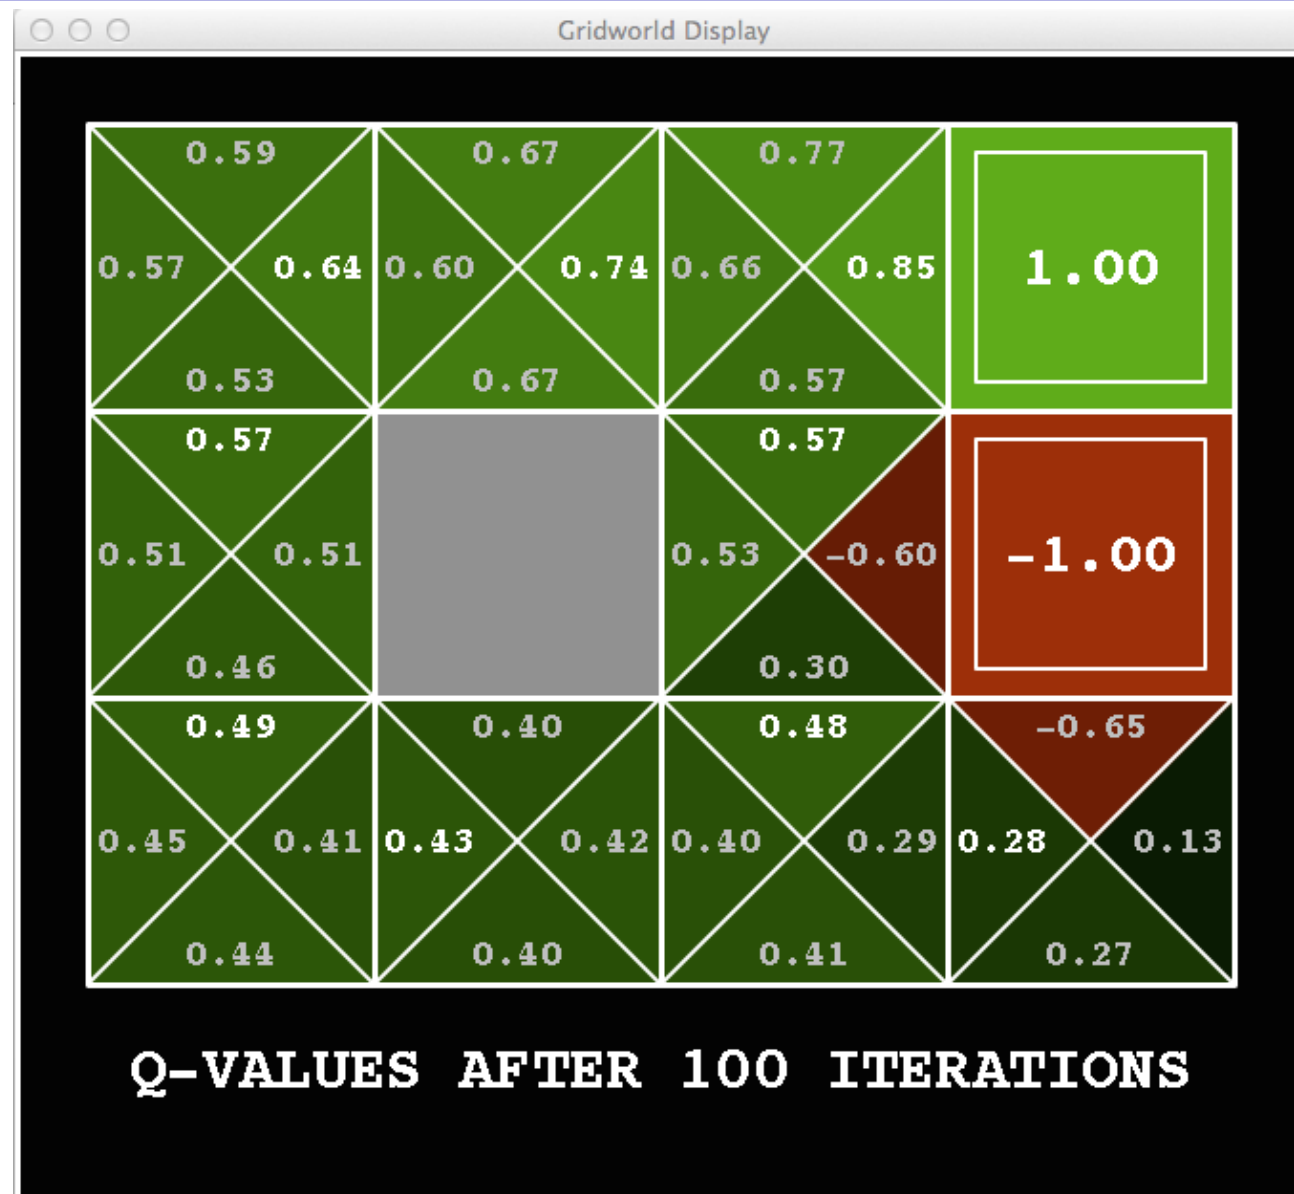 Gridworld Display
0.59 0.67 0.77
0.57 0.64 0.60 0.74 0.66 0.85 1.00
0.53 0.67 0.57
0.57 0.57
0.51 0.51 0.53 -0.60 -1.00
0.46 0.30
0.49 0.40 0.48 -0.65
0.45 0.41 0.43 0.42 0.40 0.29 0.28 0.13
0.44 0.40 0.41 0.27
Q-VALUES AFTER 100 ITERATIONS